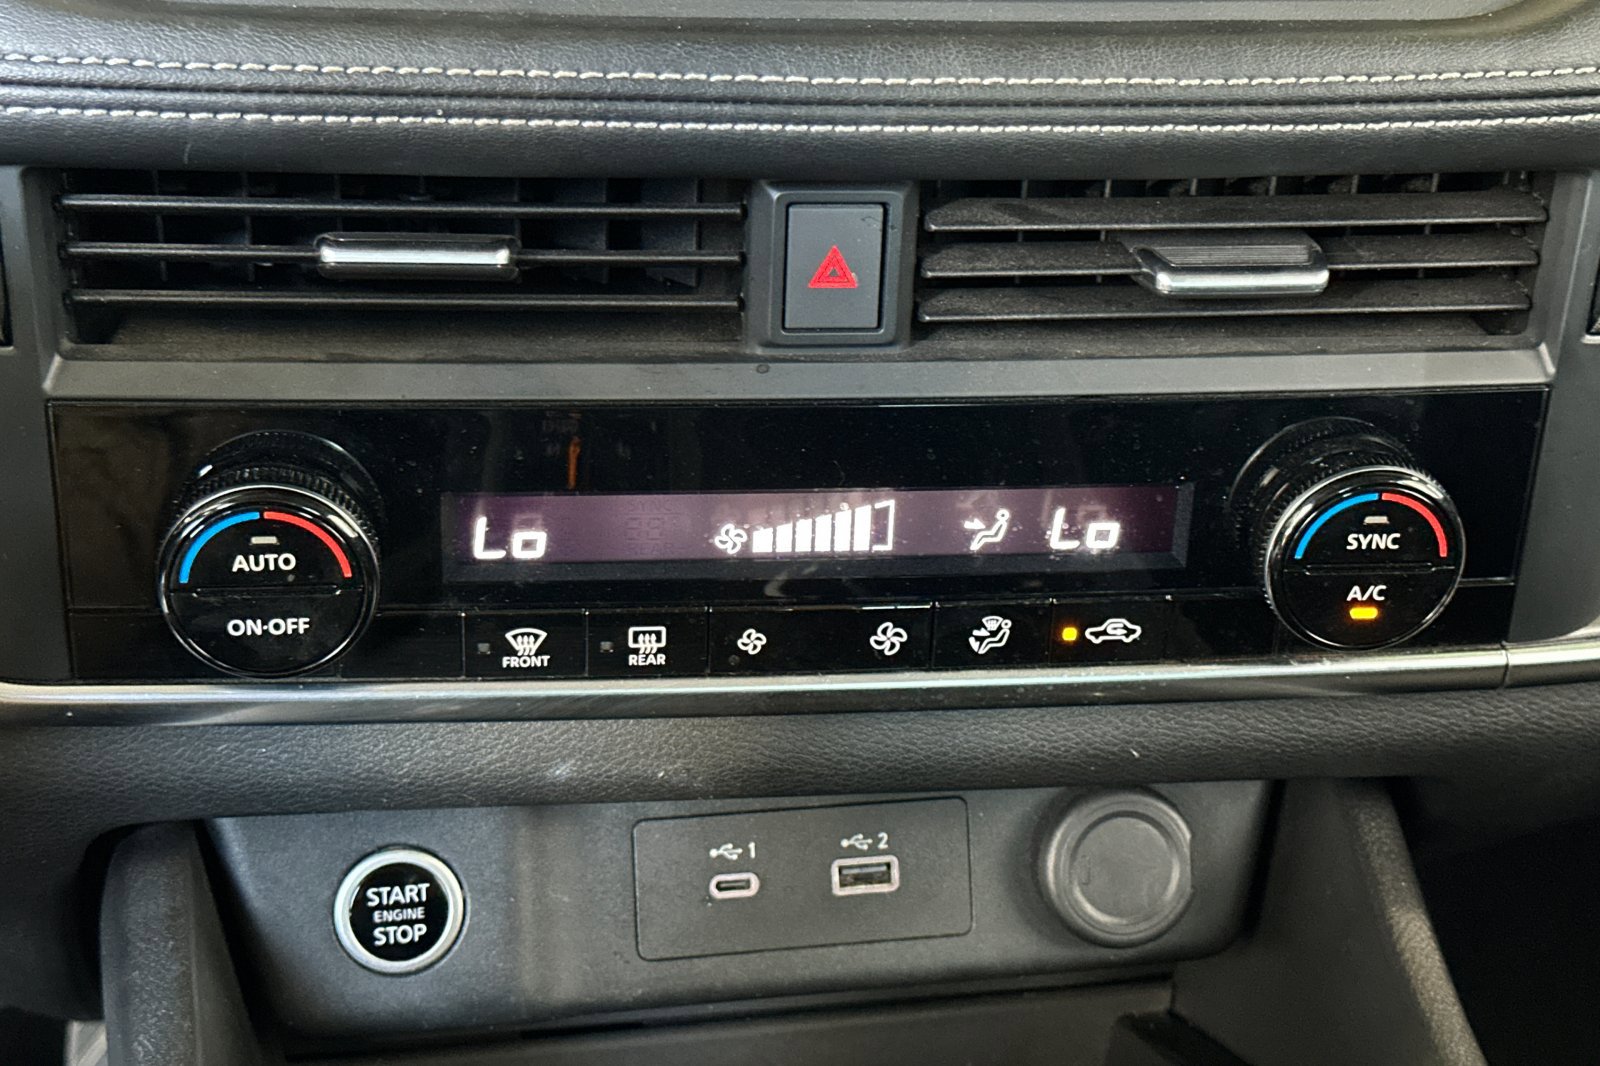 Lo
Lo
AUTO
ON·OFF
SYNC
A/C
FRONT
REAR
1
2
START
ENGINE
STOP